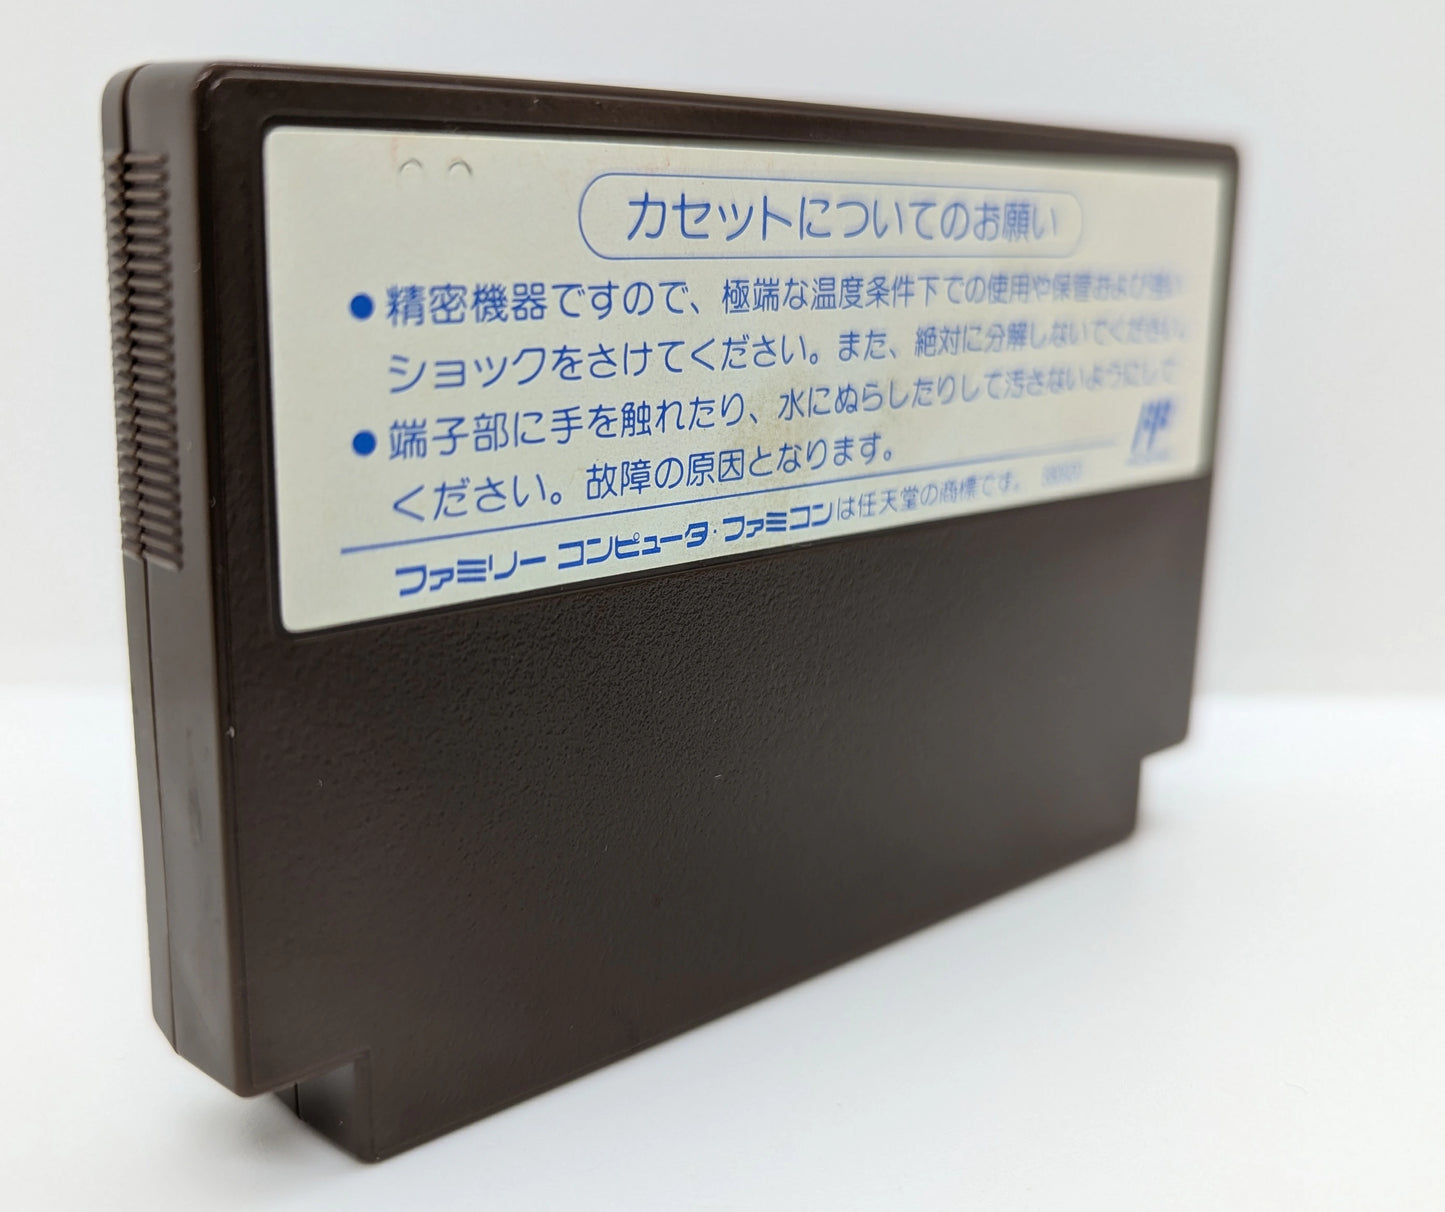 カセットについてのお願い
●精密機器ですので、極端な温度条件下での使用や保管および強い
ショックをさけてください。また、絶対に分解しないでください。
●端子部に手を触れたり、水にぬらしたりして汚さないようにして
ください。故障の原因となります。
ファミリー コンピュータ・ファミコンは任天堂の商標です。